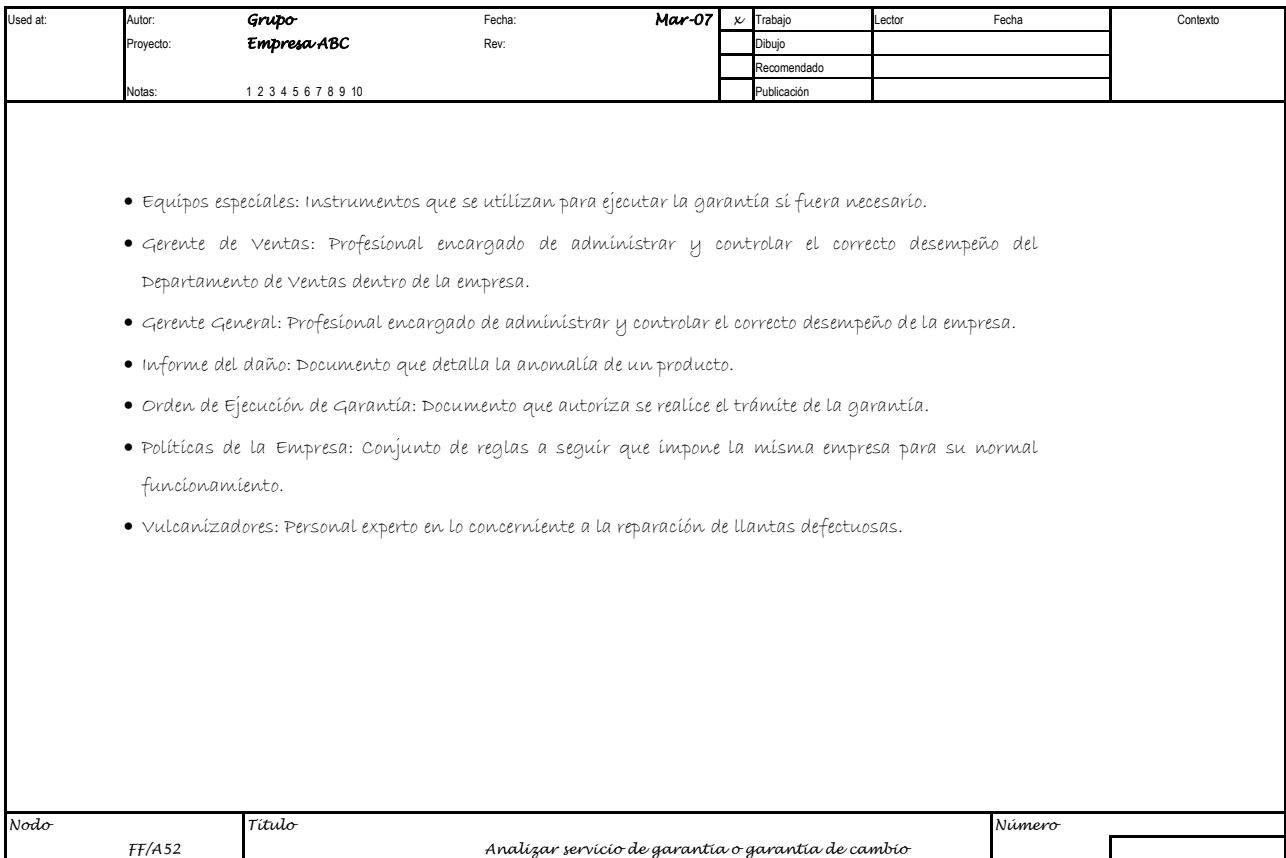 Used at: Autor: Grupo Fecha: Mar-07 x Trabajo Lector Fecha Contexto
Proyecto: Empresa ABC Rev: Dibujo
Recomendado
Notas: 1 2 3 4 5 6 7 8 9 10 Publicación
• Equipos especiales: Instrumentos que se utilizan para ejecutar la garantía si fuera necesario.
• Gerente de Ventas: Profesional encargado de administrar y controlar el correcto desempeño del
Departamento de Ventas dentro de la empresa.
• Gerente General: Profesional encargado de administrar y controlar el correcto desempeño de la empresa.
• Informe del daño: Documento que detalla la anomalía de un producto.
• Orden de Ejecución de Garantía: Documento que autoriza se realice el trámite de la garantía.
• Políticas de la Empresa: Conjunto de reglas a seguir que impone la misma empresa para su normal
funcionamiento.
• Vulcanizadores: Personal experto en lo concerniente a la reparación de llantas defectuosas.
Nodo Título Número
FF/A52 Analizar servicio de garantía o garantía de cambio